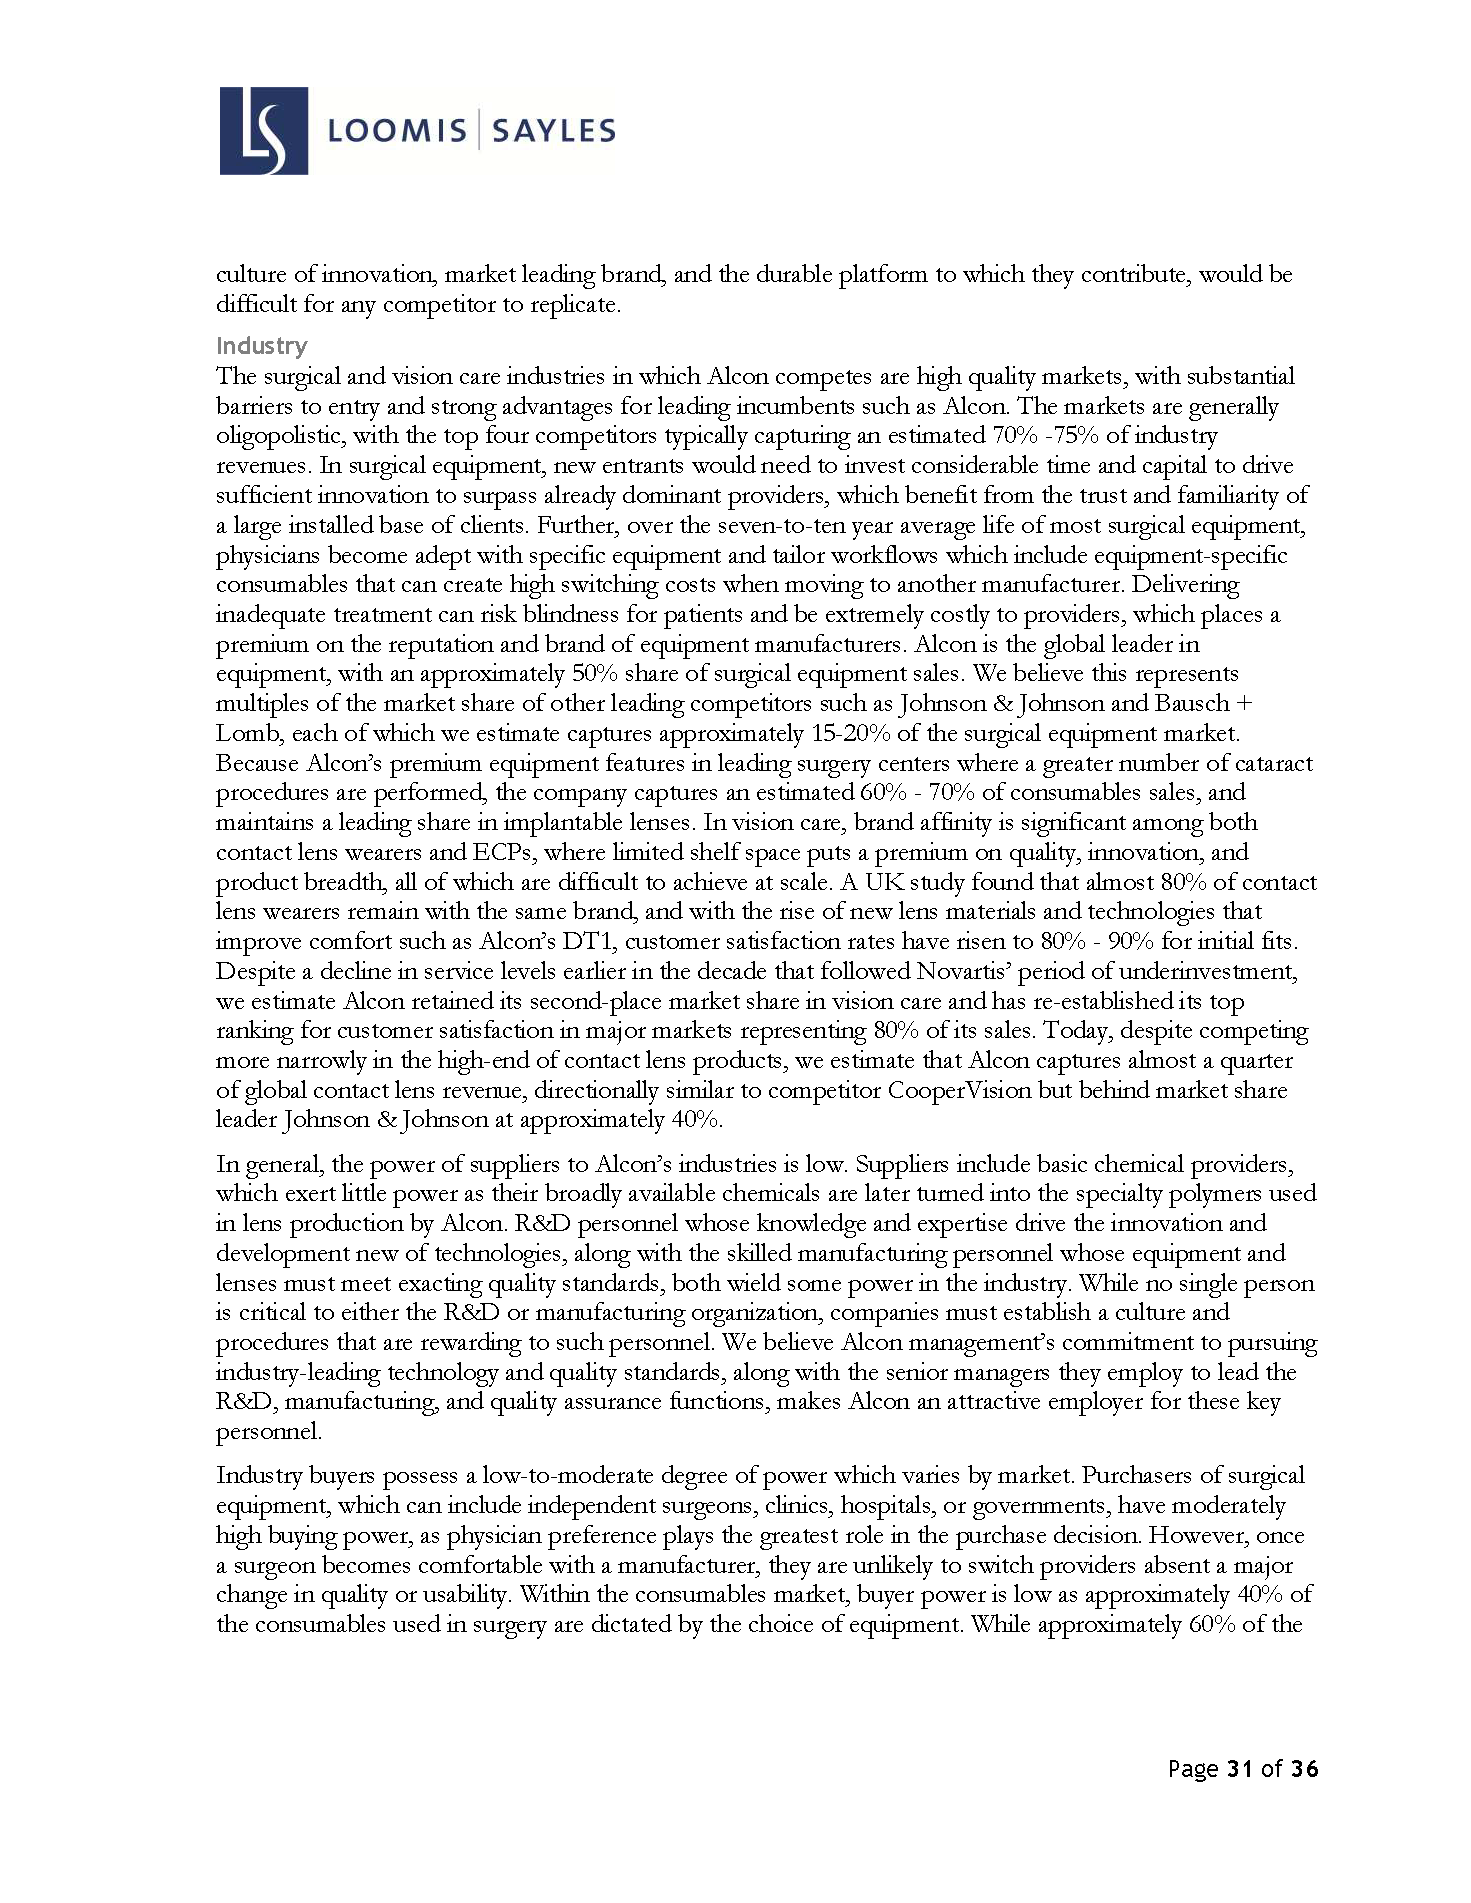 LS LOOMIS | SAYLES
culture of innovation, market leading brand, and the durable platform to which they contribute, would be
difficult for any competitor to replicate.
Industry
The surgical and vision care industries in which Alcon competes are high quality markets, with substantial
barriers to entry and strong advantages for leading incumbents such as Alcon. The markets are generally
oligopolistic, with the top four competitors typically capturing an estimated 70% -75% of industry
revenues. In surgical equipment, new entrants would need to invest considerable time and capital to drive
sufficient innovation to surpass already dominant providers, which benefit from the trust and familiarity of
a large installed base of clients. Further, over the seven-to-ten year average life of most surgical equipment,
physicians become adept with specific equipment and tailor workflows which include equipment-specific
consumables that can create high switching costs when moving to another manufacturer. Delivering
inadequate treatment can risk blindness for patients and be extremely costly to providers, which places a
premium on the reputation and brand of equipment manufacturers. Alcon is the global leader in
equipment, with an approximately 50% share of surgical equipment sales. We believe this represents
multiples of the market share of other leading competitors such as Johnson & Johnson and Bausch +
Lomb, each of which we estimate captures approximately 15-20% of the surgical equipment market.
Because Alcon’s premium equipment features in leading surgery centers where a greater number of cataract
procedures are performed, the company captures an estimated 60% - 70% of consumables sales, and
maintains a leading share in implantable lenses. In vision care, brand affinity is significant among both
contact lens wearers and ECPs, where limited shelf space puts a premium on quality, innovation, and
product breadth, all of which are difficult to achieve at scale. A UK study found that almost 80% of contact
lens wearers remain with the same brand, and with the rise of new lens materials and technologies that
improve comfort such as Alcon’s DT1, customer satisfaction rates have risen to 80% - 90% for initial fits.
Despite a decline in service levels earlier in the decade that followed Novartis’ period of underinvestment,
we estimate Alcon retained its second-place market share in vision care and has re-established its top
ranking for customer satisfaction in major markets representing 80% of its sales. Today, despite competing
more narrowly in the high-end of contact lens products, we estimate that Alcon captures almost a quarter
of global contact lens revenue, directionally similar to competitor CooperVision but behind market share
leader Johnson & Johnson at approximately 40%.
In general, the power of suppliers to Alcon’s industries is low. Suppliers include basic chemical providers,
which exert little power as their broadly available chemicals are later turned into the specialty polymers used
in lens production by Alcon. R&D personnel whose knowledge and expertise drive the innovation and
development new of technologies, along with the skilled manufacturing personnel whose equipment and
lenses must meet exacting quality standards, both wield some power in the industry. While no single person
is critical to either the R&D or manufacturing organization, companies must establish a culture and
procedures that are rewarding to such personnel. We believe Alcon management’s commitment to pursuing
industry-leading technology and quality standards, along with the senior managers they employ to lead the
R&D, manufacturing, and quality assurance functions, makes Alcon an attractive employer for these key
personnel.
Industry buyers possess a low-to-moderate degree of power which varies by market. Purchasers of surgical
equipment, which can include independent surgeons, clinics, hospitals, or governments, have moderately
high buying power, as physician preference plays the greatest role in the purchase decision. However, once
a surgeon becomes comfortable with a manufacturer, they are unlikely to switch providers absent a major
change in quality or usability. Within the consumables market, buyer power is low as approximately 40% of
the consumables used in surgery are dictated by the choice of equipment. While approximately 60% of the
Page 31 of 36